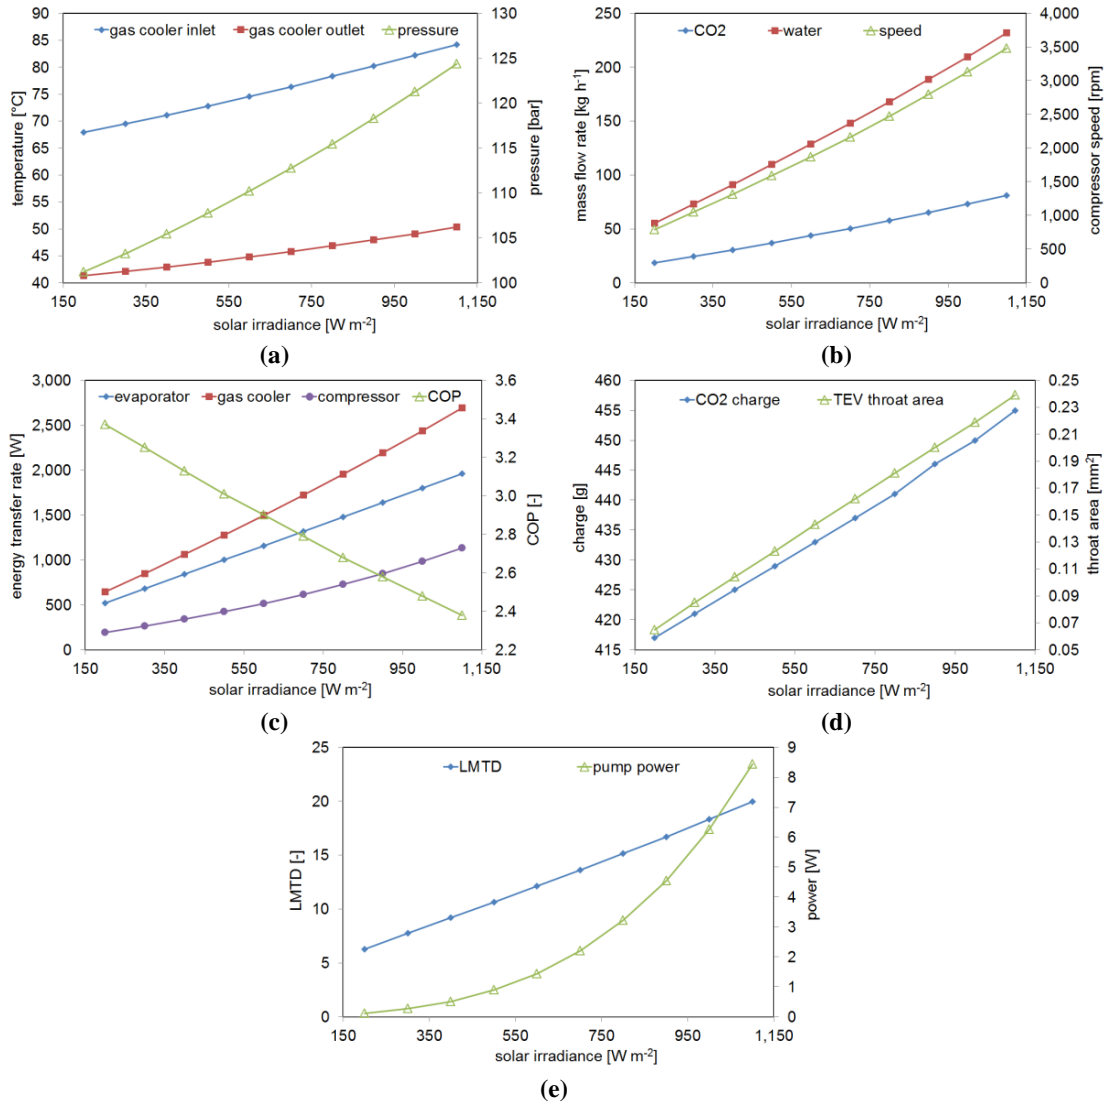 gas cooler inlet gas cooler outlet pressure
temperature [°C]
90
85
80
75
70
65
60
55
50
45
40
130
125
120
115
110
105
100
pressure [bar]
150 350 550 750 950 1,150
solar irradiance [W m-2]
(a)
CO2 water speed
mass flow rate [kg h-1]
250
200
150
100
50
0
4,000
3,500
3,000
2,500
2,000
1,500
1,000
500
0
compressor speed [rpm]
150 350 550 750 950 1,150
solar irradiance [W m-2]
(b)
evaporator gas cooler compressor COP
energy transfer rate [W]
3,000
2,500
2,000
1,500
1,000
500
0
3.6
3.4
3.2
3.0
2.8
2.6
2.4
2.2
COP [-]
150 350 550 750 950 1,150
solar irradiance [W m-2]
(c)
CO2 charge TEV throat area
charge [g]
460
455
450
445
440
435
430
425
420
415
0.25
0.23
0.21
0.19
0.17
0.15
0.13
0.11
0.09
0.07
0.05
throat area [mm2]
150 350 550 750 950 1,150
solar irradiance [W m-2]
(d)
LMTD pump power
LMTD [-]
25
20
15
10
5
0
9
8
7
6
5
4
3
2
1
0
power [W]
150 350 550 750 950 1,150
solar irradiance [W m-2]
(e)